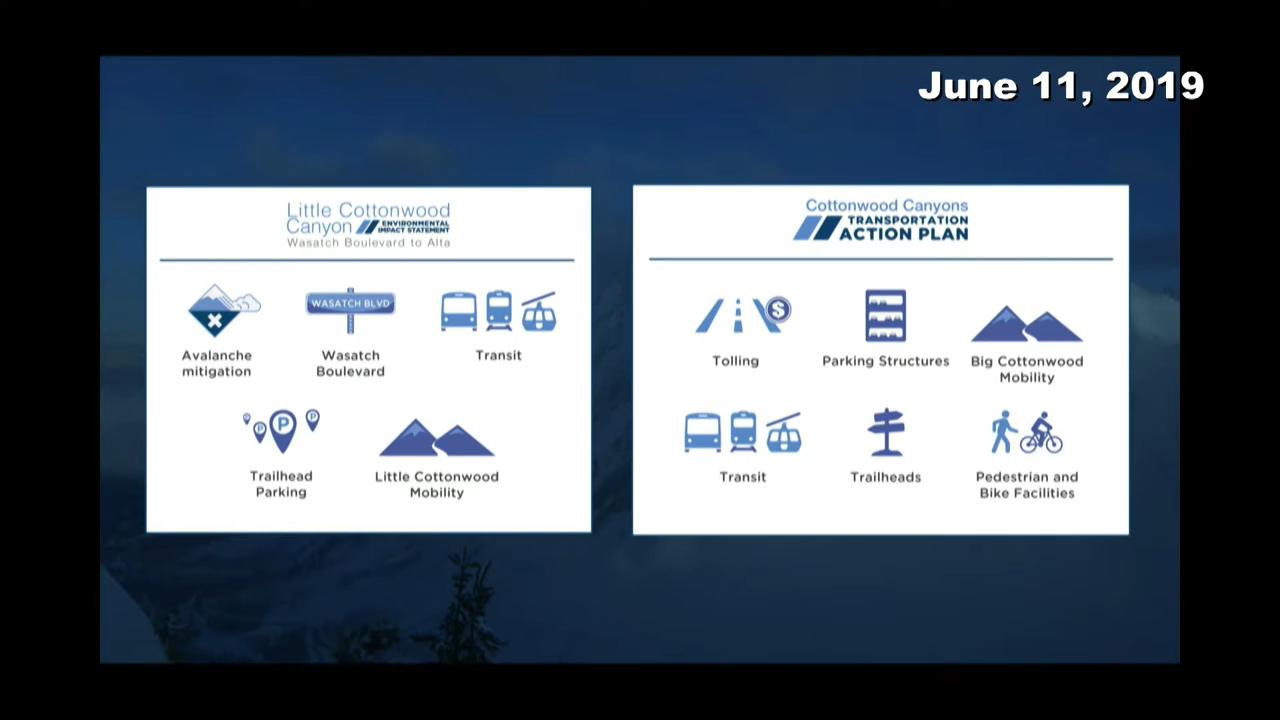 June 11, 2019
Little Cottonwood
Canyon ENVIRONMENTAL
IMPACT STATEMENT
Wasatch Boulevard to Alta
WASATCH BLVD
Avalanche
mitigation
Wasatch
Boulevard
Transit
P
P
P
P
Trailhead
Parking
Little Cottonwood
Mobility
Cottonwood Canyons
TRANSPORTATION
ACTION PLAN
$
Tolling
Parking Structures
Big Cottonwood
Mobility
Transit
Trailheads
Pedestrian and
Bike Facilities